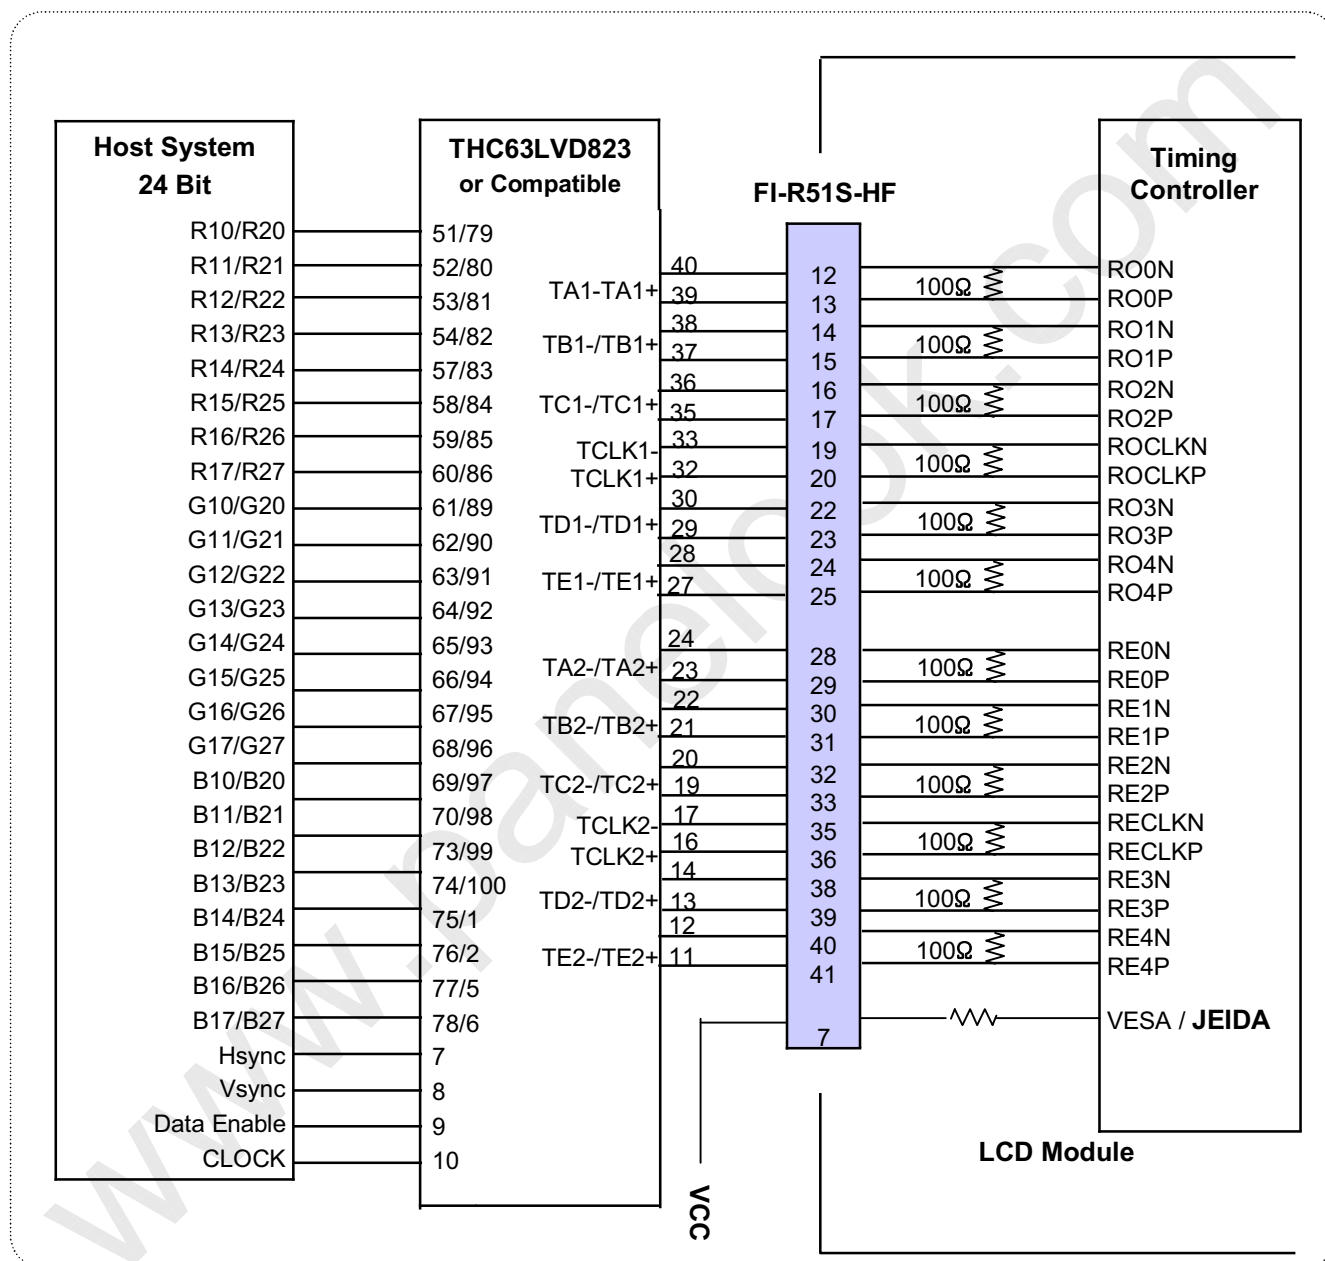 Host System
24 Bit
R10/R20
R11/R21
R12/R22
R13/R23
R14/R24
R15/R25
R16/R26
R17/R27
G10/G20
G11/G21
G12/G22
G13/G23
G14/G24
G15/G25
G16/G26
G17/G27
B10/B20
B11/B21
B12/B22
B13/B23
B14/B24
B15/B25
B16/B26
B17/B27
Hsync
Vsync
Data Enable
CLOCK
THC63LVD823
or Compatible
51/79
52/80
53/81
54/82
57/83
58/84
59/85
60/86
61/89
62/90
63/91
64/92
65/93
66/94
67/95
68/96
69/97
70/98
73/99
74/100
75/1
76/2
77/5
78/6
7
8
9
10
TA1-TA1+
TB1-/TB1+
TC1-/TC1+
TCLK1-
TCLK1+
TD1-/TD1+
TE1-/TE1+
TA2-/TA2+
TB2-/TB2+
TC2-/TC2+
TCLK2-
TCLK2+
TD2-/TD2+
TE2-/TE2+
40
39
38
37
36
35
33
32
30
29
28
27
24
23
22
21
20
19
17
16
14
13
12
11
VCC
FI-R51S-HF
12
13
14
15
16
17
19
20
22
23
24
25
28
29
30
31
32
33
35
36
38
39
40
41
7
100Ω
100Ω
100Ω
100Ω
100Ω
100Ω
100Ω
100Ω
100Ω
100Ω
100Ω
100Ω
Timing
Controller
RO0N
RO0P
RO1N
RO1P
RO2N
RO2P
ROCLKN
ROCLKP
RO3N
RO3P
RO4N
RO4P
RE0N
RE0P
RE1N
RE1P
RE2N
RE2P
RECLKN
RECLKP
RE3N
RE3P
RE4N
RE4P
VESA / JEIDA
LCD Module
www.panelook.com